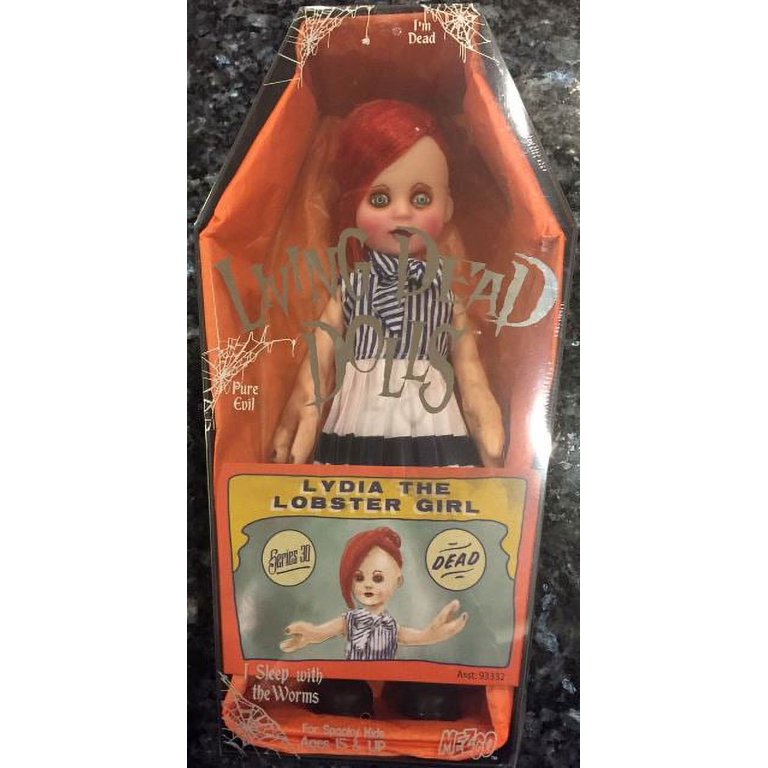 I'm
Dead
LIVING DEAD
DOLLS
Pure
Evil
LYDIA THE
LOBSTER GIRL
Series 30
DEAD
Asst. 93332
I Sleep with
the Worms
For Spooky Kids
Ages 15 & UP
MEZCO